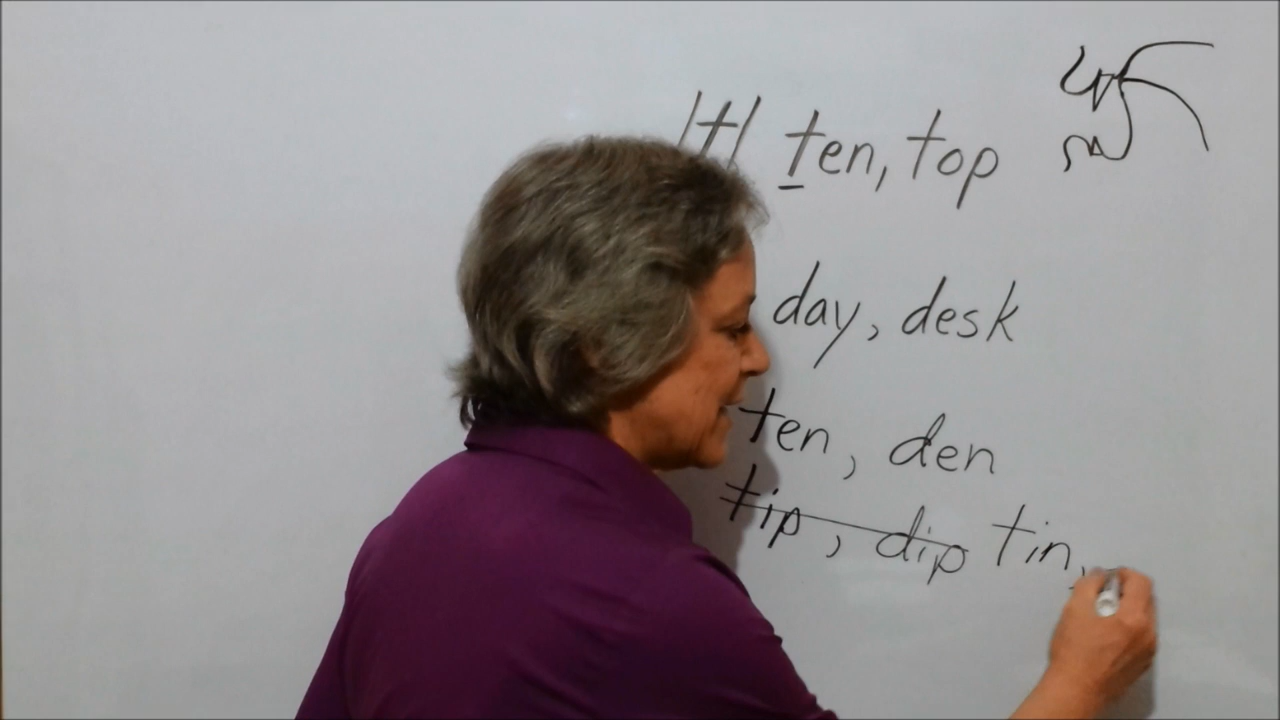 /t/ ten, top
day, desk
ten, den
tip, dip tin,